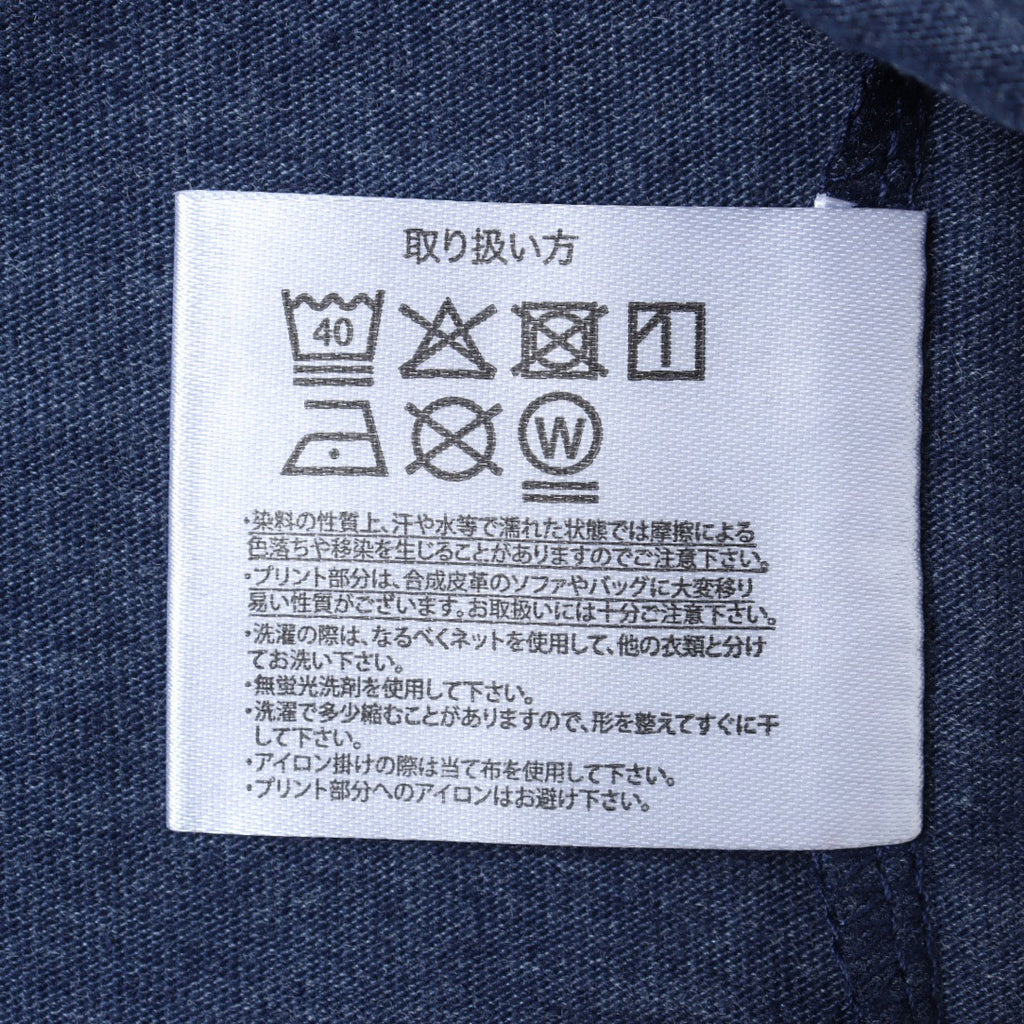 取り扱い方
40
W
・染料の性質上、汗や水等で濡れた状態では摩擦による
色落ちや移染を生じることがありますのでご注意下さい。
・プリント部分は、合成皮革のソファやバッグに大変移り
易い性質がございます。お取扱いには十分ご注意下さい。
・洗濯の際は、なるべくネットを使用して、他の衣類と分け
てお洗い下さい。
・無蛍光洗剤を使用して下さい。
・洗濯で多少縮むことがありますので、形を整えてすぐに干
して下さい。
・アイロン掛けの際は当て布を使用して下さい。
・プリント部分へのアイロンはお避け下さい。